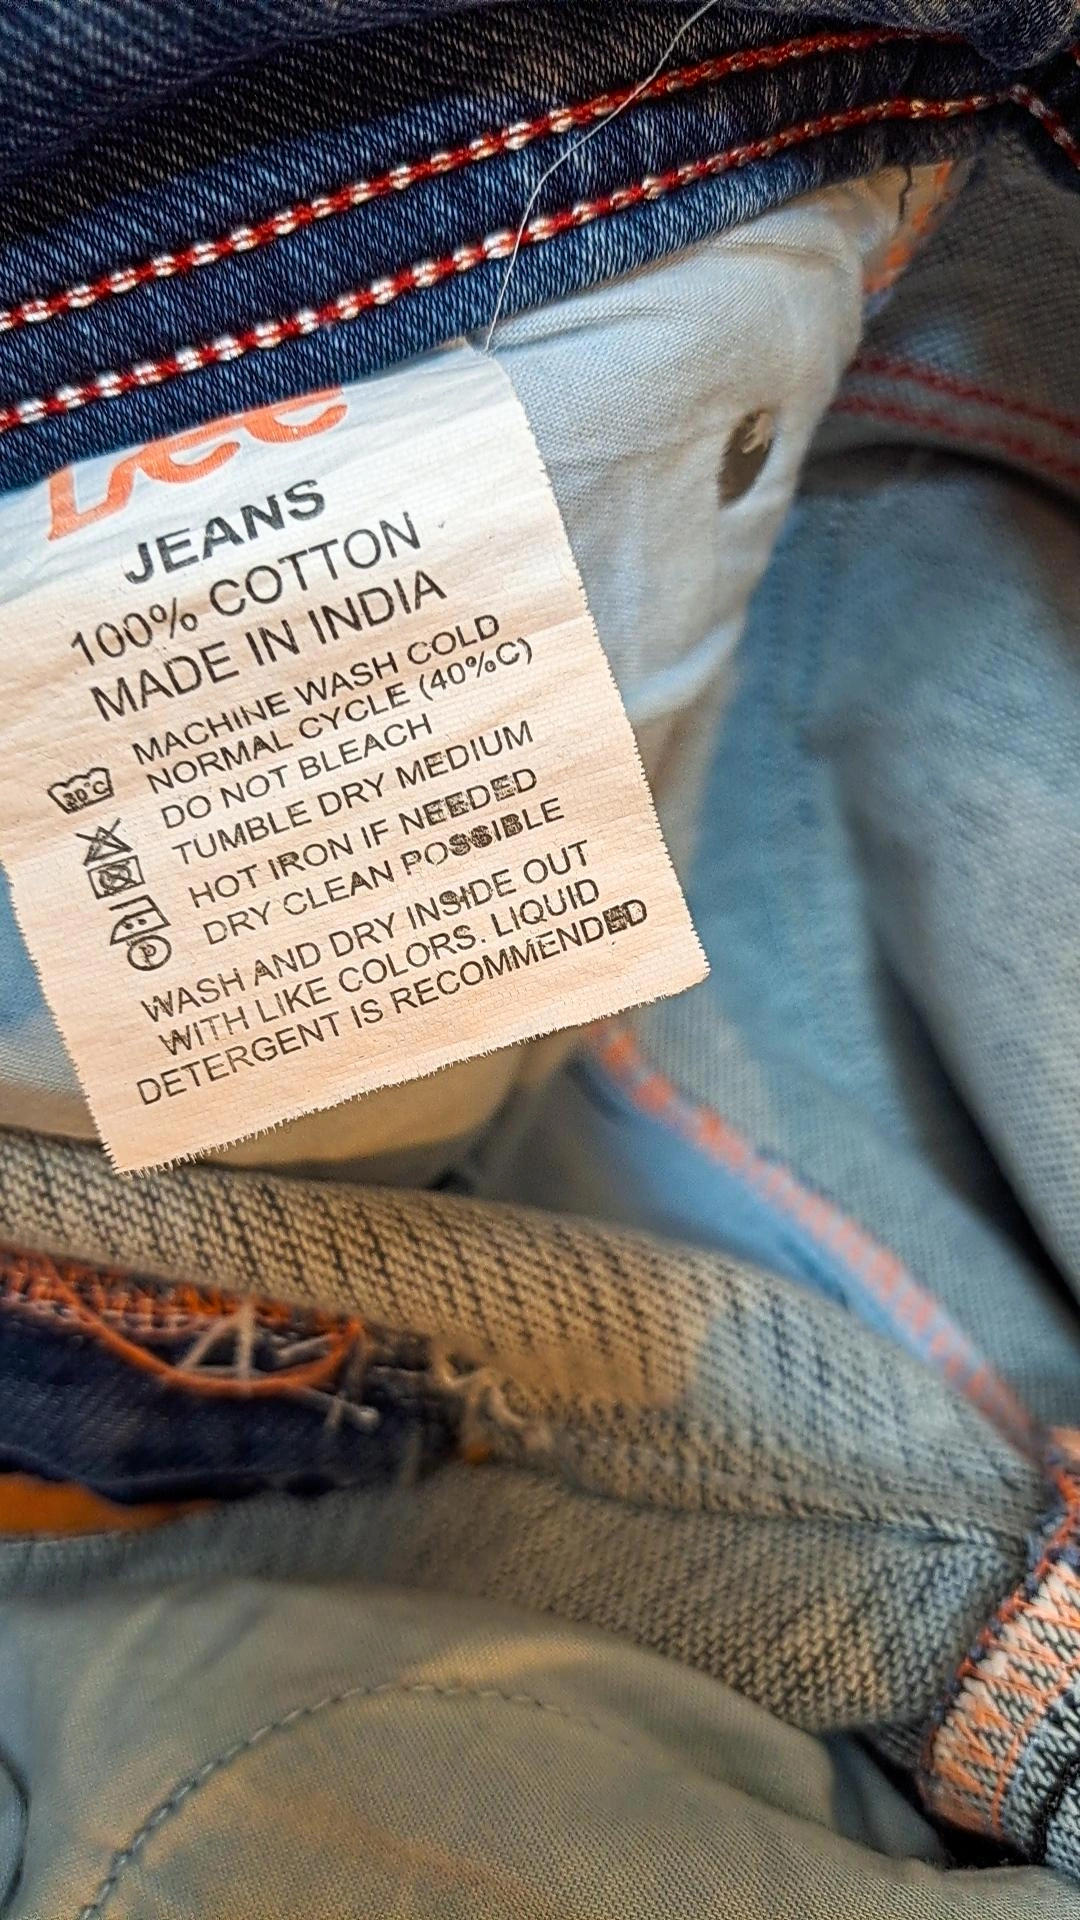 Lee
JEANS
100% COTTON
MADE IN INDIA
MACHINE WASH COLD
NORMAL CYCLE (40%C)
DO NOT BLEACH
TUMBLE DRY MEDIUM
HOT IRON IF NEEDED
DRY CLEAN POSSIBLE
30°C
P
WASH AND DRY INSIDE OUT
WITH LIKE COLORS. LIQUID
DETERGENT IS RECOMMENDED